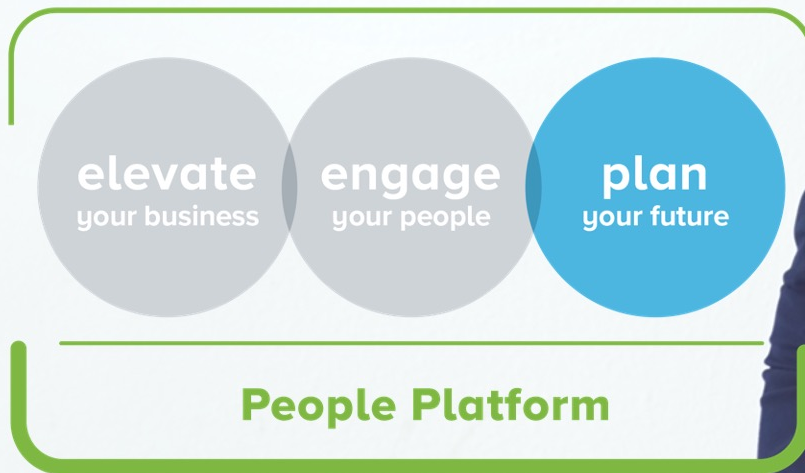 elevate
your business
engage
your people
plan
your future
People Platform